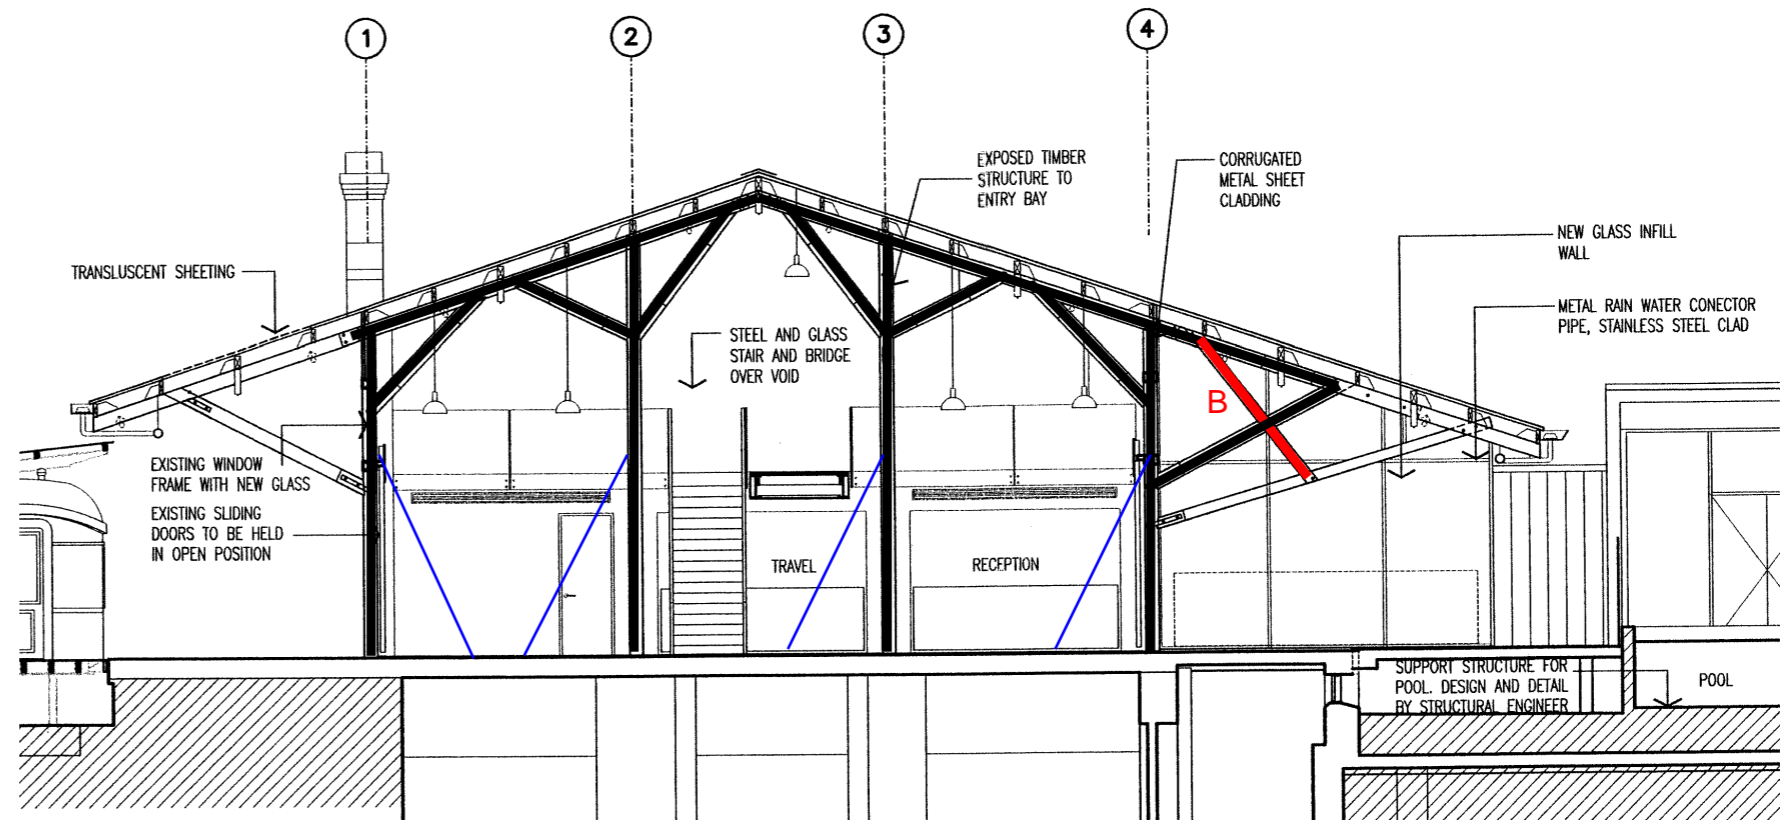 1
2
3
4
EXPOSED TIMBER
STRUCTURE TO
ENTRY BAY
CORRUGATED
METAL SHEET
CLADDING
NEW GLASS INFILL
WALL
TRANSLUSCENT SHEETING
METAL RAIN WATER CONECTOR
PIPE, STAINLESS STEEL CLAD
STEEL AND GLASS
STAIR AND BRIDGE
OVER VOID
B
EXISTING WINDOW
FRAME WITH NEW GLASS
EXISTING SLIDING
DOORS TO BE HELD
IN OPEN POSITION
TRAVEL
RECEPTION
SUPPORT STRUCTURE FOR
POOL. DESIGN AND DETAIL
BY STRUCTURAL ENGINEER
POOL